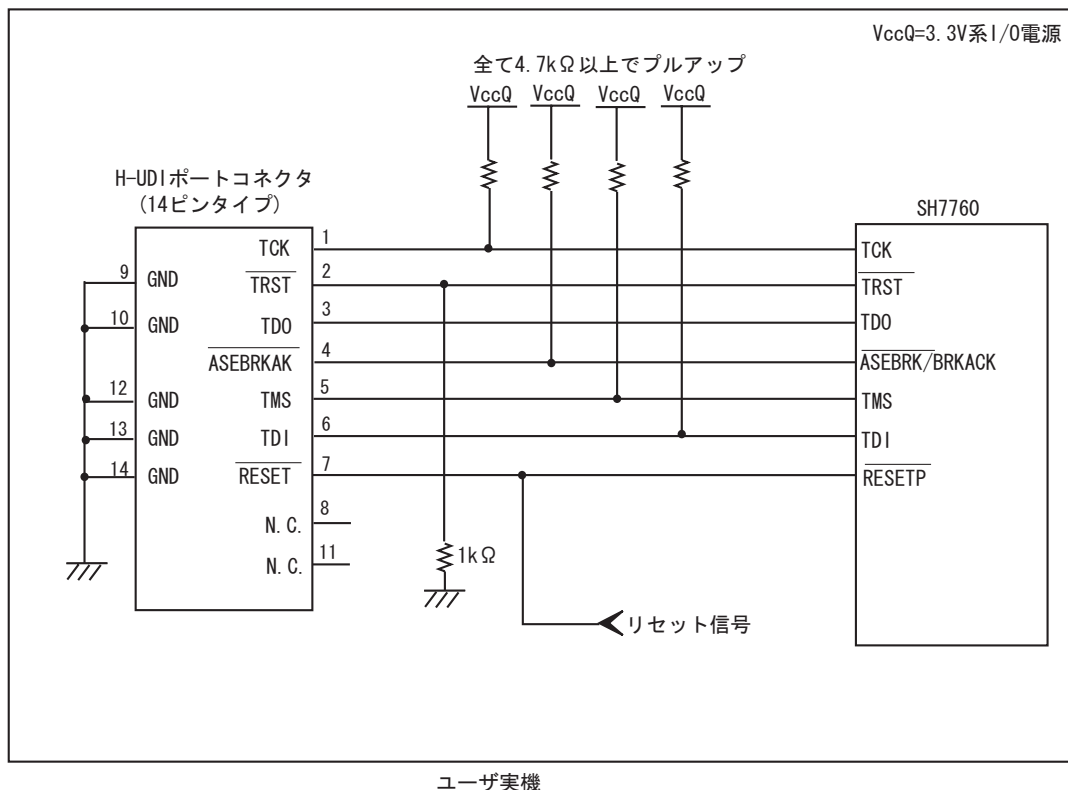 VccQ=3.3V系I/O電源
全て4.7kΩ以上でプルアップ
VccQ VccQ VccQ VccQ
H-UDIポートコネクタ
(14ピンタイプ)
SH7760
TCK 1 TCK
9 GND TRST 2 TRST
10 GND TDO 3 TDO
ASEBRKAK 4 ASEBRK/BRKACK
12 GND TMS 5 TMS
13 GND TDI 6 TDI
14 GND RESET 7 RESETP
N.C. 8
N.C. 11
1kΩ
リセット信号
ユーザ実機